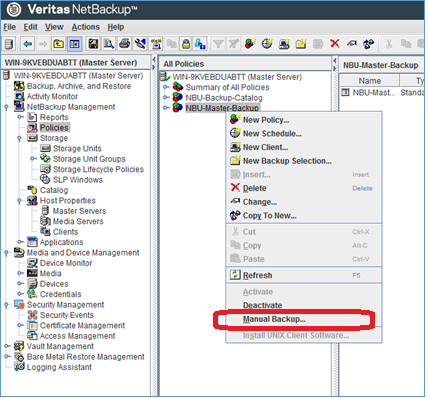 Veritas NetBackup
File Edit View Actions Help
WIN-9KVEBDUABTT (Master Server)
WIN-9KVEBDUABTT (Master Server)
Backup, Archive, and Restore
Activity Monitor
NetBackup Management
Reports
Policies
Storage
Storage Units
Storage Unit Groups
Storage Lifecycle Policies
SLP Windows
Catalog
Host Properties
Master Servers
Media Servers
Clients
Applications
Media and Device Management
Device Monitor
Media
Devices
Credentials
Security Management
Security Events
Certificate Management
Access Management
Vault Management
Bare Metal Restore Management
Logging Assistant
All Policies
WIN-9KVEBDUABTT (Master Server)
Summary of All Policies
NBU-Backup-Catalog
NBU-Master-Backup
New Policy...
New Schedule...
New Client...
New Backup Selection...
Insert... Insert
Delete Delete
Change...
Copy To New...
Cut Ctrl-X
Copy Alt-C
Paste Ctrl-V
Refresh F5
Activate
Deactivate
Manual Backup...
Install UNIX Client Software...
NBU-Master-Backup
Name Ty
NBU-Mast... Standa